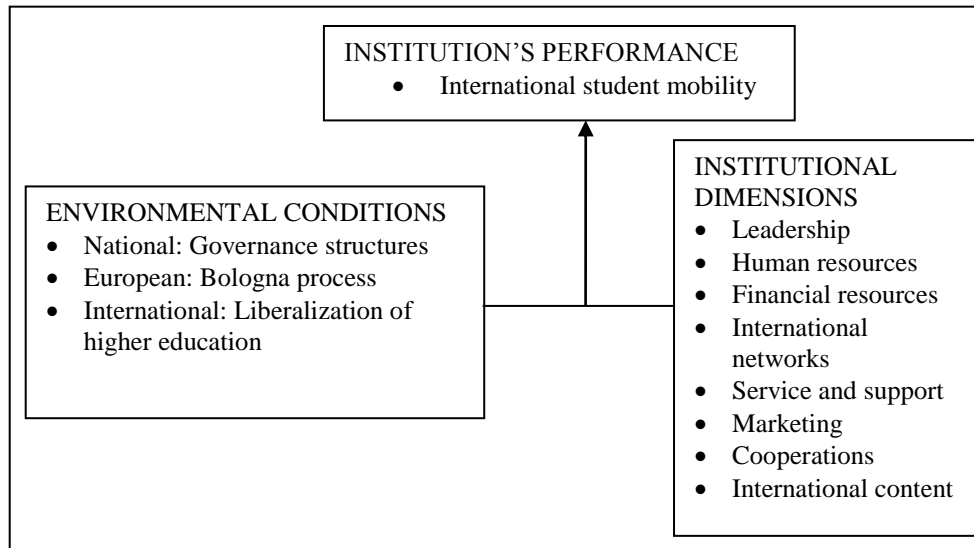 INSTITUTION’S PERFORMANCE
• International student mobility
ENVIRONMENTAL CONDITIONS
• National: Governance structures
• European: Bologna process
• International: Liberalization of
higher education
INSTITUTIONAL
DIMENSIONS
• Leadership
• Human resources
• Financial resources
• International
networks
• Service and support
• Marketing
• Cooperations
• International content